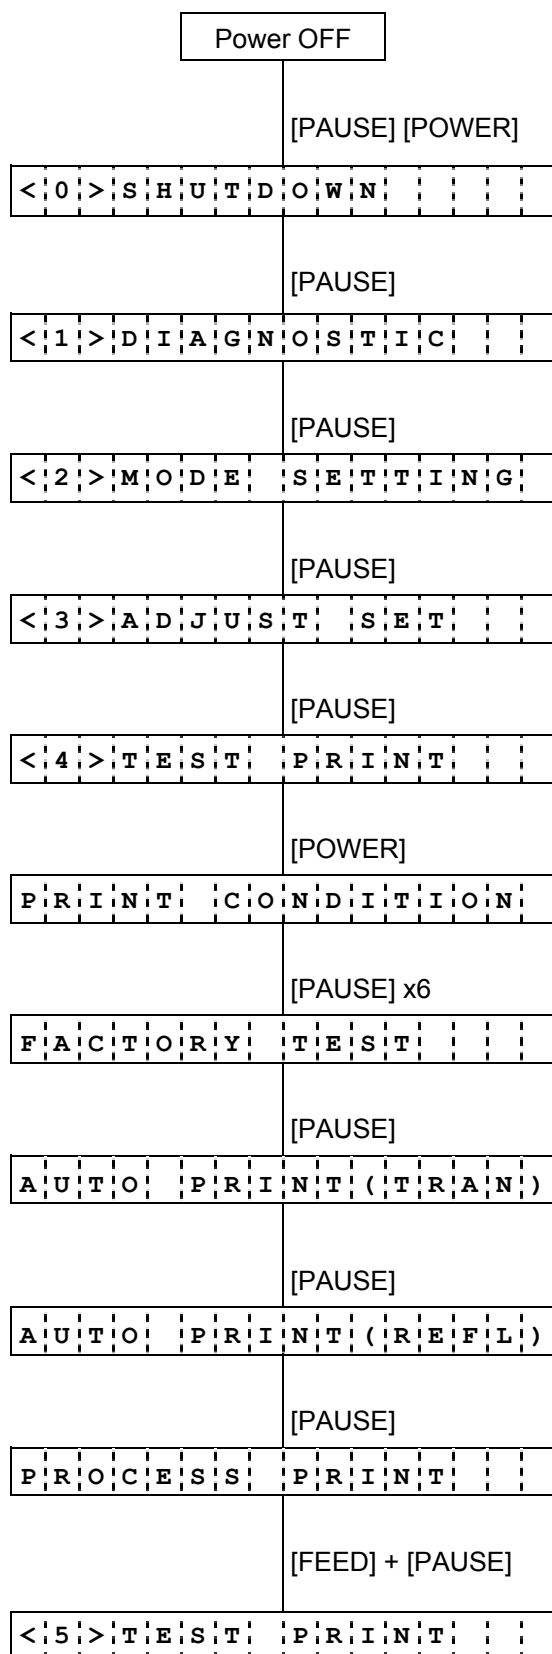 Power OFF
[PAUSE] [POWER]
<0>SHUTDOWN
[PAUSE]
<1>DIAGNOSTIC
[PAUSE]
<2>MODE SETTING
[PAUSE]
<3>ADJUST SET
[PAUSE]
<4>TEST PRINT
[POWER]
PRINT CONDITION
[PAUSE] x6
FACTORY TEST
[PAUSE]
AUTO PRINT(TRAN)
[PAUSE]
AUTO PRINT(REFL)
[PAUSE]
PROCESS PRINT
[FEED] + [PAUSE]
<5>TEST PRINT